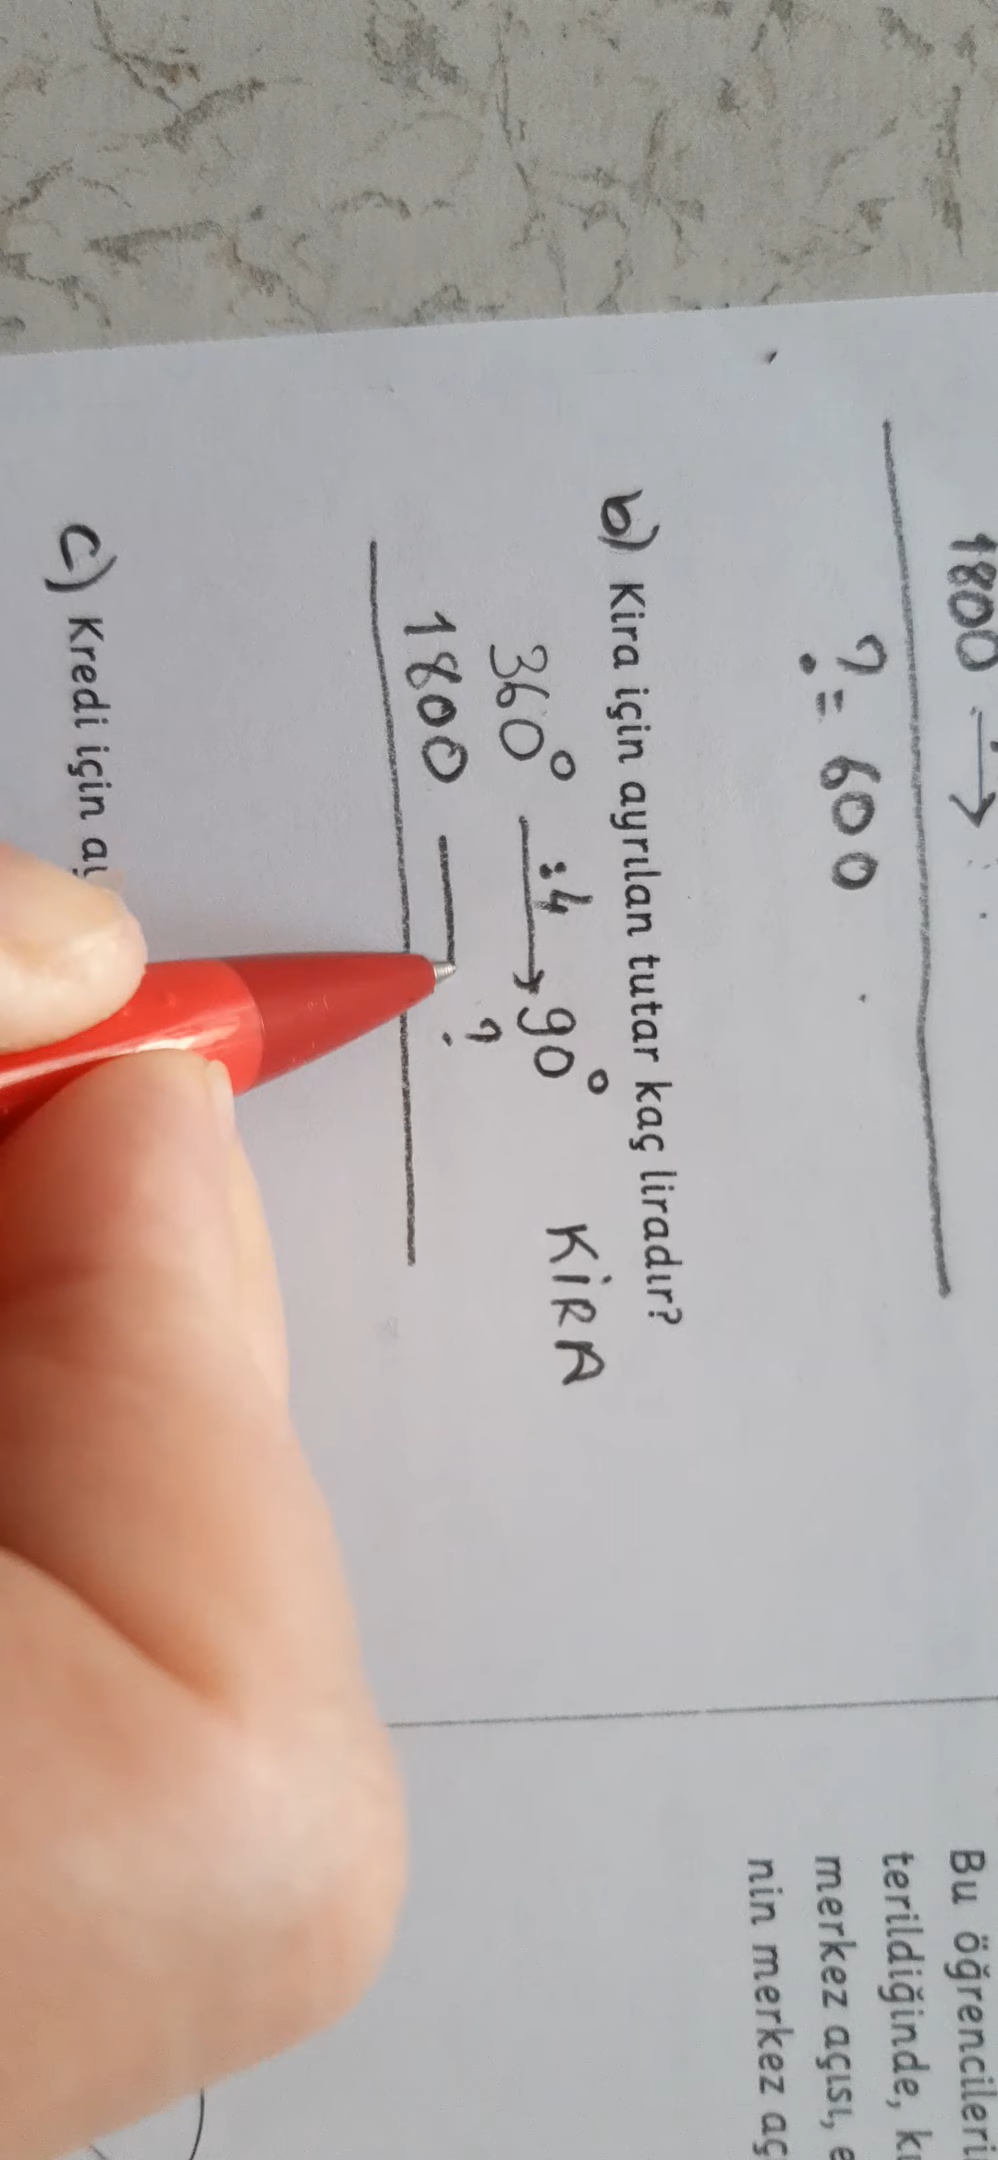 1800 →
? = 600
b) Kira için ayrılan tutar kaç liradır?
360° :4 → 90° KİRA
1800 — ?
c) Kredi için
Bu öğrencileri
terildiğinde,
merkez açısı,
nin merkez